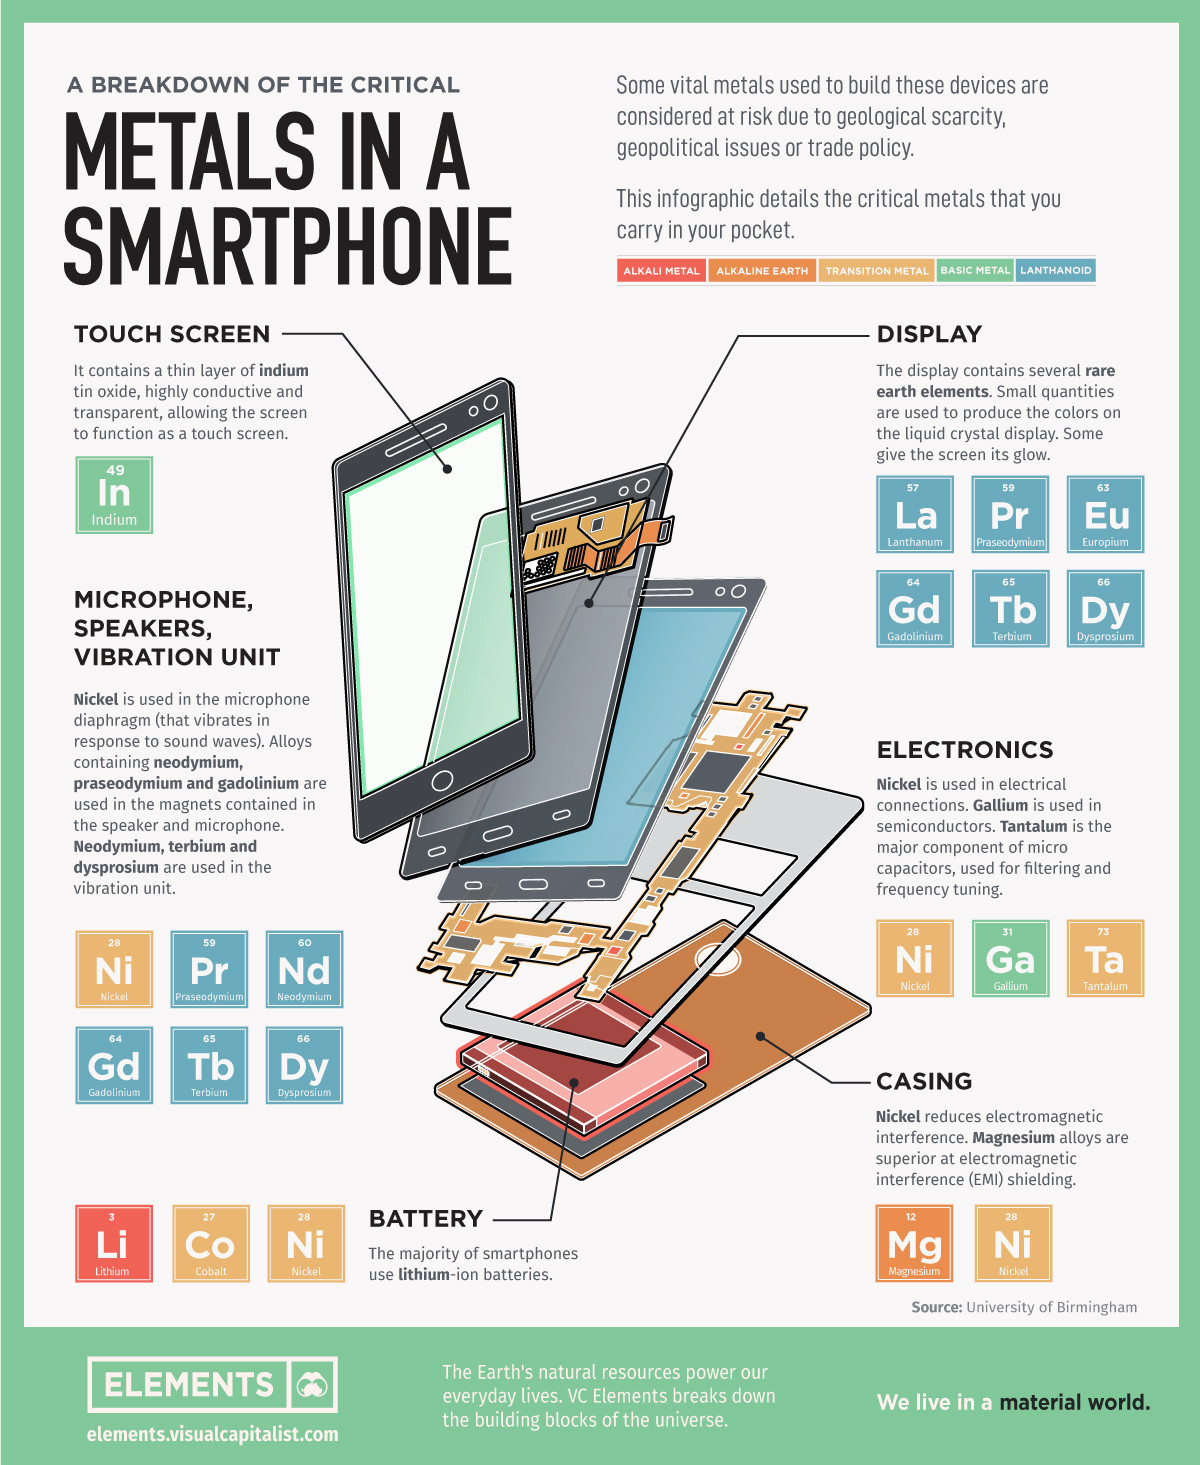 A BREAKDOWN OF THE CRITICAL
METALS IN A
SMARTPHONE
Some vital metals used to build these devices are
considered at risk due to geological scarcity,
geopolitical issues or trade policy.
This infographic details the critical metals that you
carry in your pocket.
ALKALI METAL ALKALINE EARTH TRANSITION METAL BASIC METAL LANTHANOID
TOUCH SCREEN
It contains a thin layer of indium
tin oxide, highly conductive and
transparent, allowing the screen
to function as a touch screen.
49
In
Indium
DISPLAY
The display contains several rare
earth elements. Small quantities
are used to produce the colors on
the liquid crystal display. Some
give the screen its glow.
57 59 63
La Pr Eu
Lanthanum Praseodymium Europium
64 65 66
Gd Tb Dy
Gadolinium Terbium Dysprosium
MICROPHONE,
SPEAKERS,
VIBRATION UNIT
Nickel is used in the microphone
diaphragm (that vibrates in
response to sound waves). Alloys
containing neodymium,
praseodymium and gadolinium are
used in the magnets contained in
the speaker and microphone.
Neodymium, terbium and
dysprosium are used in the
vibration unit.
28 59 60
Ni Pr Nd
Nickel Praseodymium Neodymium
64 65 66
Gd Tb Dy
Gadolinium Terbium Dysprosium
ELECTRONICS
Nickel is used in electrical
connections. Gallium is used in
semiconductors. Tantalum is the
major component of micro
capacitors, used for filtering and
frequency tuning.
28 31 73
Ni Ga Ta
Nickel Gallium Tantalum
CASING
Nickel reduces electromagnetic
interference. Magnesium alloys are
superior at electromagnetic
interference (EMI) shielding.
12 28
Mg Ni
Magnesium Nickel
3 27 28
Li Co Ni
Lithium Cobalt Nickel
BATTERY
The majority of smartphones
use lithium-ion batteries.
Source: University of Birmingham
ELEMENTS
elements.visualcapitalist.com
The Earth's natural resources power our
everyday lives. VC Elements breaks down
the building blocks of the universe.
We live in a material world.